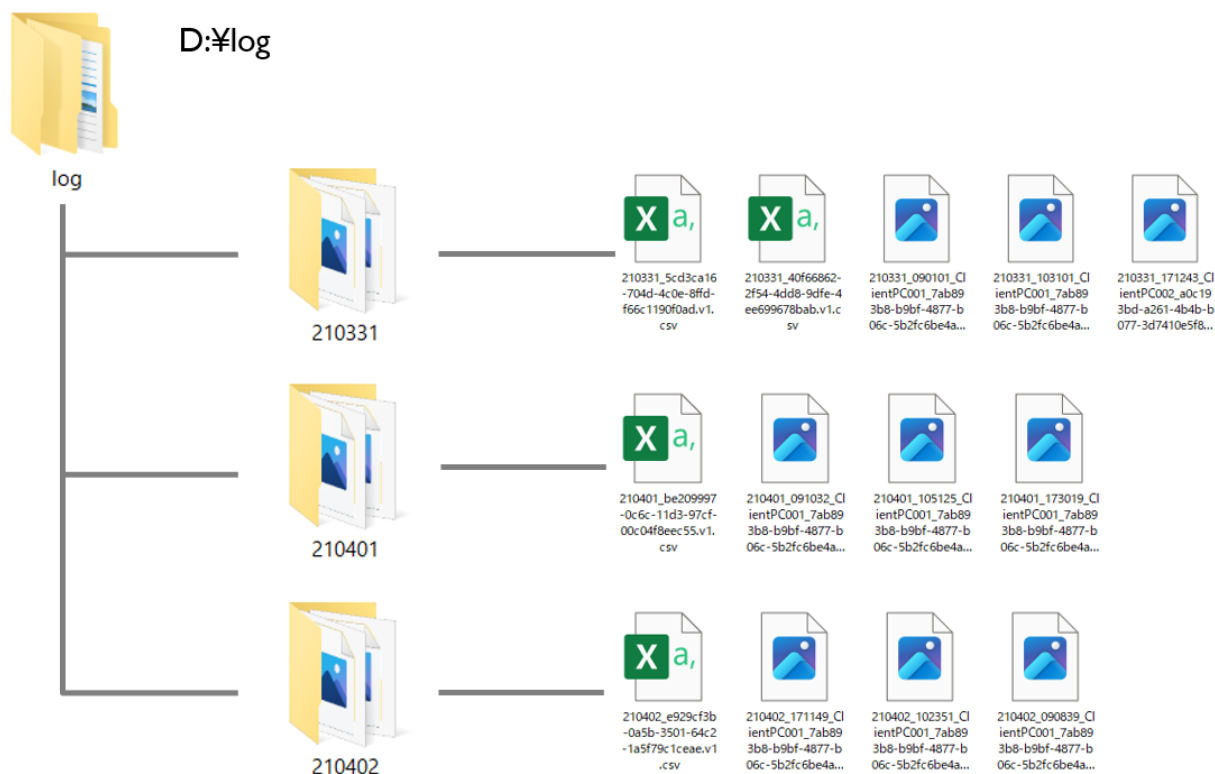 D:¥log
log
210331
210331_5cd3ca16
-704d-4c0e-8ffd-
f66c1190f0ad.v1.
csv
210331_40f66862-
2f54-4dd8-9dfe-4
ee699678bab.v1.c
sv
210331_090101_Cl
ientPC001_7ab89
3b8-b9bf-4877-b
06c-5b2fc6be4a...
210331_103101_Cl
ientPC001_7ab89
3b8-b9bf-4877-b
06c-5b2fc6be4a...
210331_171243_Cl
ientPC002_a0c19
3bd-a261-4b4b-b
077-3d7410e5f8...
210401
210401_be209997
-0c6c-11d3-97cf-
00c04f8eec55.v1.
csv
210401_091032_Cl
ientPC001_7ab89
3b8-b9bf-4877-b
06c-5b2fc6be4a...
210401_105125_Cl
ientPC001_7ab89
3b8-b9bf-4877-b
06c-5b2fc6be4a...
210401_173019_Cl
ientPC001_7ab89
3b8-b9bf-4877-b
06c-5b2fc6be4a...
210402
210402_e929cf3b
-0a5b-3501-64c2
-1a5f79c1ceae.v1
.csv
210402_171149_Cl
ientPC001_7ab89
3b8-b9bf-4877-b
06c-5b2fc6be4a...
210402_102351_Cl
ientPC001_7ab89
3b8-b9bf-4877-b
06c-5b2fc6be4a...
210402_090839_Cl
ientPC001_7ab89
3b8-b9bf-4877-b
06c-5b2fc6be4a...
X a,
X a,
X a,
X a,